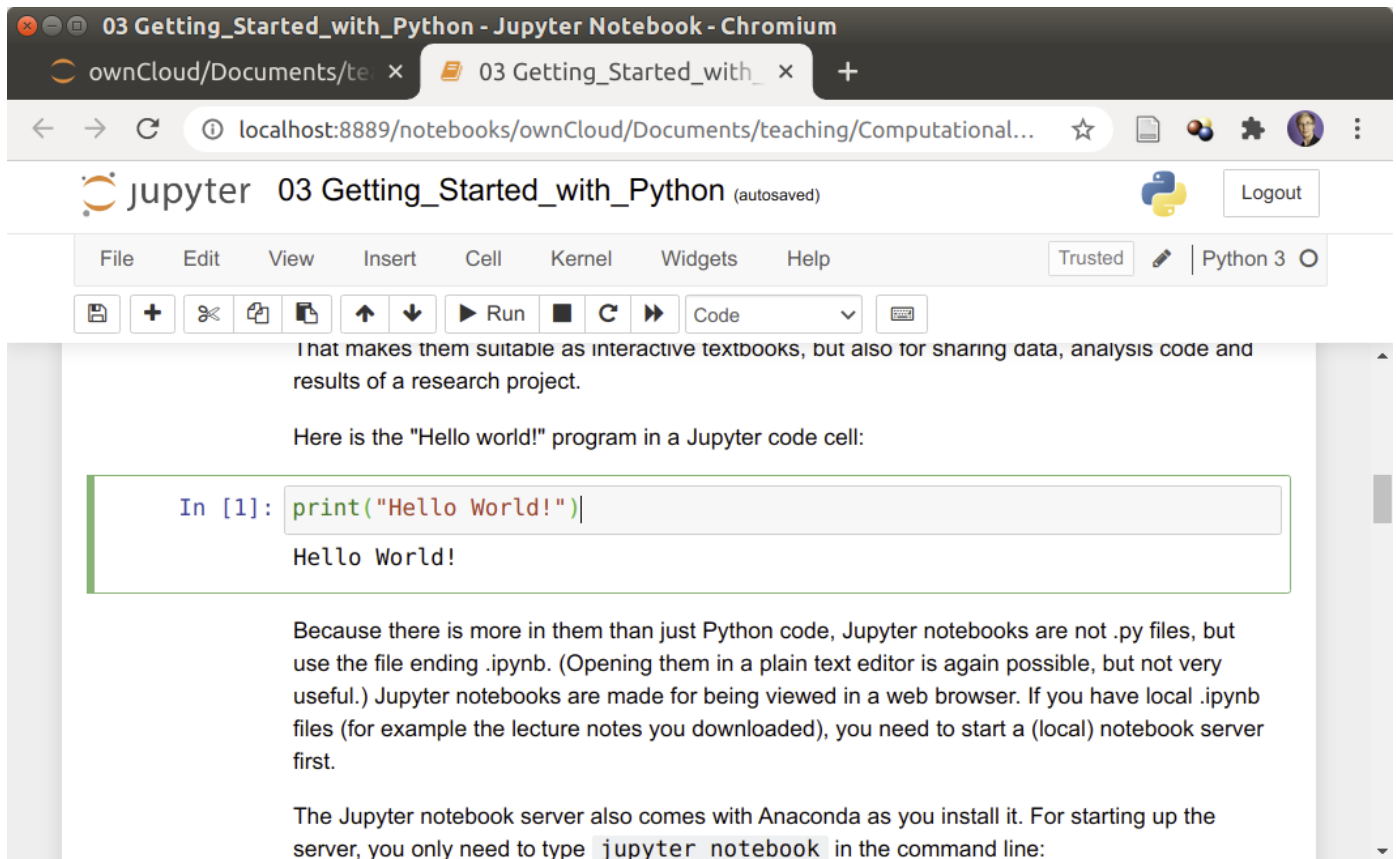 03 Getting_Started_with_Python - Jupyter Notebook - Chromium
ownCloud/Documents/te
03 Getting_Started_with_
localhost:8889/notebooks/ownCloud/Documents/teaching/Computational...
jupyter 03 Getting_Started_with_Python (autosaved)
Logout
File Edit View Insert Cell Kernel Widgets Help Trusted Python 3
Run Code
That makes them suitable as interactive textbooks, but also for sharing data, analysis code and
results of a research project.
Here is the "Hello world!" program in a Jupyter code cell:
In [1]: print("Hello World!")
Hello World!
Because there is more in them than just Python code, Jupyter notebooks are not .py files, but
use the file ending .ipynb. (Opening them in a plain text editor is again possible, but not very
useful.) Jupyter notebooks are made for being viewed in a web browser. If you have local .ipynb
files (for example the lecture notes you downloaded), you need to start a (local) notebook server
first.
The Jupyter notebook server also comes with Anaconda as you install it. For starting up the
server, you only need to type jupyter notebook in the command line: